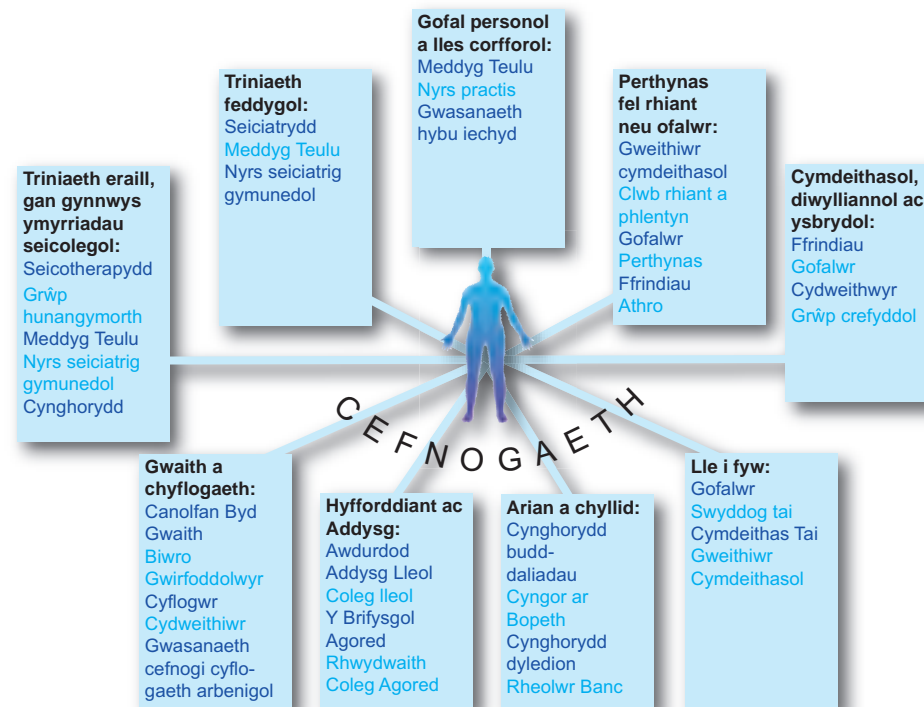 Gofal personol
a lles corfforol:
Meddyg Teulu
Nyrs practis
Gwasanaeth
hybu iechyd
Triniaeth
feddygol:
Seiciatrydd
Meddyg Teulu
Nyrs seiciatrig
gymunedol
Perthynas
fel rhiant
neu ofalwr:
Gweithiwr
cymdeithasol
Clwb rhiant a
phlentyn
Gofalwr
Perthynas
Ffrindiau
Athro
Triniaeth eraill,
gan gynnwys
ymyrriadau
seicolegol:
Seicotherapydd
Grŵp
hunangymorth
Meddyg Teulu
Nyrs seiciatrig
gymunedol
Cynghorydd
Cymdeithasol,
diwylliannol ac
ysbrydol:
Ffrindiau
Gofalwr
Cydweithwyr
Grŵp crefyddol
CEFNOGAETH
Gwaith a
chyflogaeth:
Canolfan Byd
Gwaith
Biwro
Gwirfoddolwyr
Cyflogwr
Cydweithiwr
Gwasanaeth
cefnogi cyflo-
gaeth arbenigol
Hyfforddiant ac
Addysg:
Awdurdod
Addysg Lleol
Coleg lleol
Y Brifysgol
Agored
Rhwydwaith
Coleg Agored
Arian a chyllid:
Cynghorydd
budd-
daliadau
Cyngor ar
Bopeth
Cynghorydd
dyledion
Rheolwr Banc
Lle i fyw:
Gofalwr
Swyddog tai
Cymdeithas Tai
Gweithiwr
Cymdeithasol